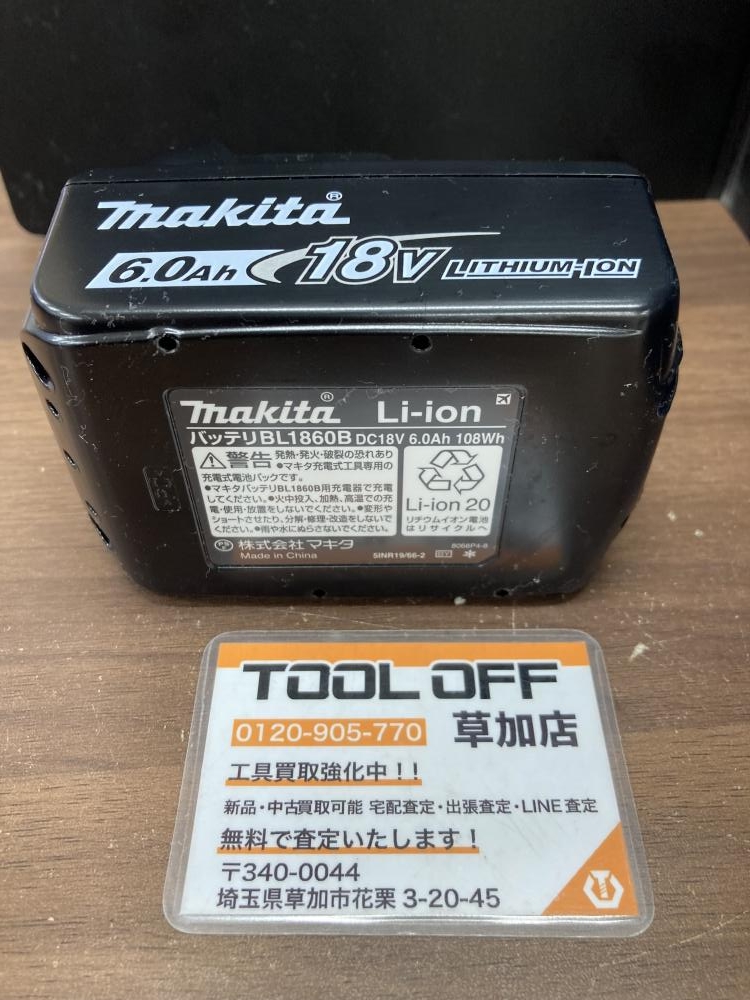 makita®
6.0Ah 18V LITHIUM-ION
makita® Li-ion
バッテリBL1860B DC18V 6.0Ah 108Wh
警告 発熱・発火・破裂の恐れあり
●マキタ充電式工具専用の
充電式電池パックです。
●マキタバッテリBL1860B用充電器で充電
してください。●火中投入、加熱、高温での充
電・使用・放置をしないでください。●変形や
ショートさせたり、分解・修理・改造をしないで
ください。●雨や水にぬらさないでください。
Li-ion 20
リチウムイオン電池
はリサイクルへ
PS 株式会社マキタ
Made in China
5INR19/66-2
8066P4-8
TOOL OFF
0120-905-770 草加店
工具買取強化中!!
新品・中古買取可能 宅配査定・出張査定・LINE査定
無料で査定いたします!
〒340-0044
埼玉県草加市花栗 3-20-45